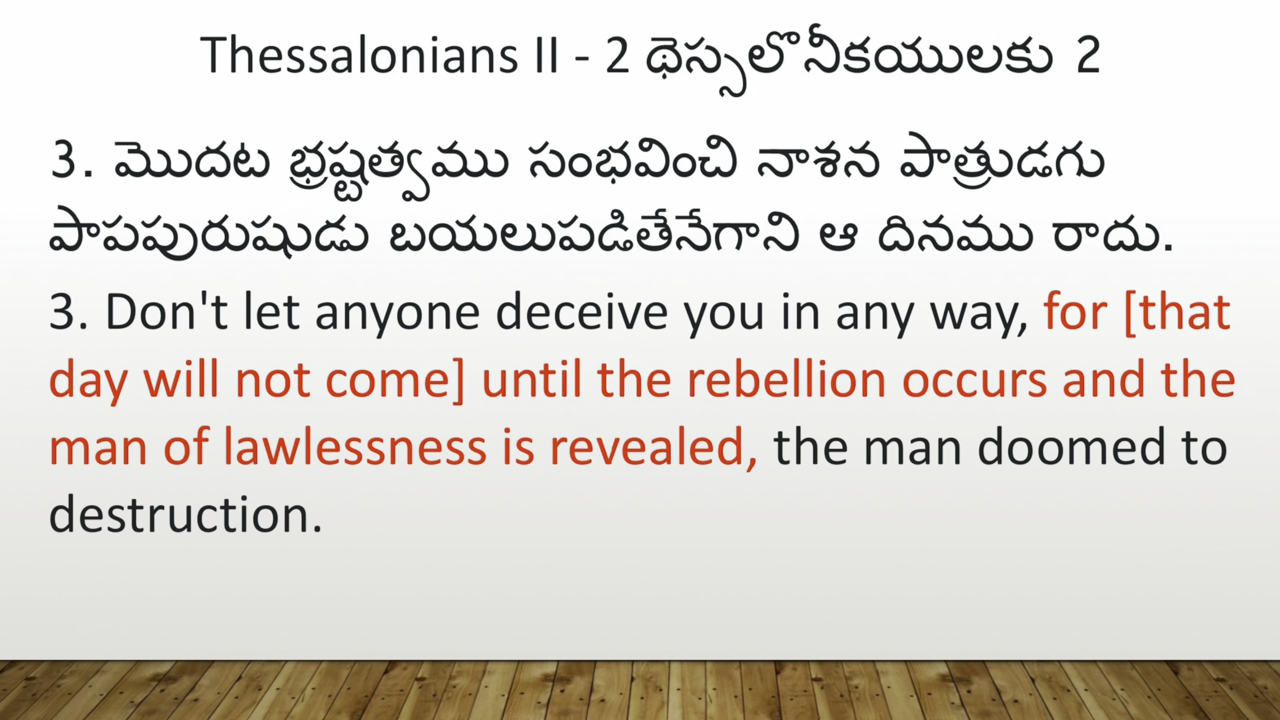 Thessalonians II - 2 థెస్సలొనీకయులకు 2
3. మొదట భ్రష్టత్వము సంభవించి నాశన పాత్రుడగు
పాపపురుషుడు బయలుపడితేనేగాని ఆ దినము రాదు.
3. Don't let anyone deceive you in any way, for [that
day will not come] until the rebellion occurs and the
man of lawlessness is revealed, the man doomed to
destruction.